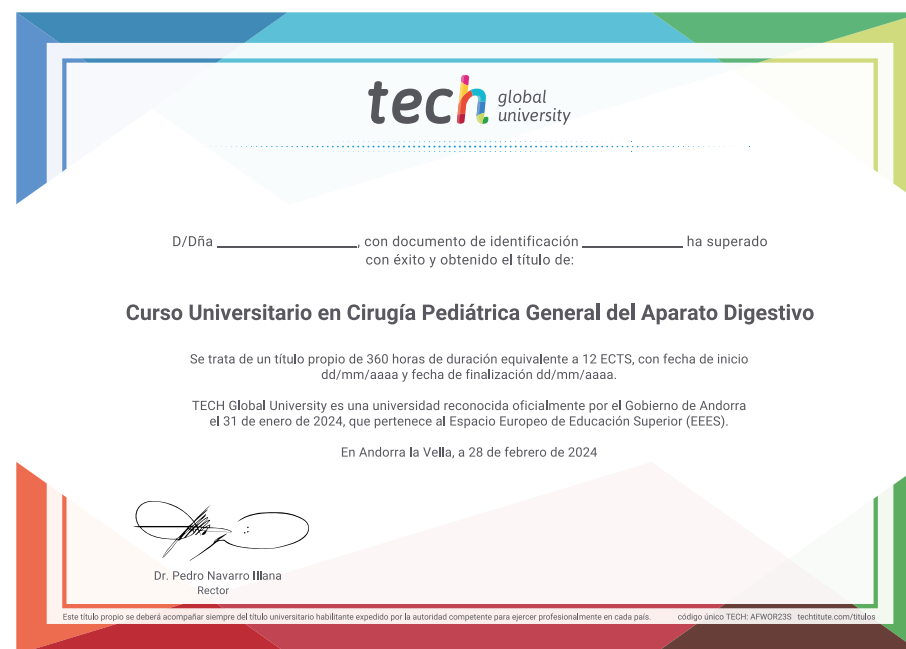 tech global
university
D/Dña ____________, con documento de identificación ____________ ha superado
con éxito y obtenido el título de:
Curso Universitario en Cirugía Pediátrica General del Aparato Digestivo
Se trata de un título propio de 360 horas de duración equivalente a 12 ECTS, con fecha de inicio
dd/mm/aaaa y fecha de finalización dd/mm/aaaa.
TECH Global University es una universidad reconocida oficialmente por el Gobierno de Andorra
el 31 de enero de 2024, que pertenece al Espacio Europeo de Educación Superior (EEES).
En Andorra la Vella, a 28 de febrero de 2024
Dr. Pedro Navarro Illana
Rector
Este título propio se deberá acompañar siempre del título universitario habilitante expedido por la autoridad competente para ejercer profesionalmente en cada país. código único TECH: AFWOR23S techtitute.com/titulos